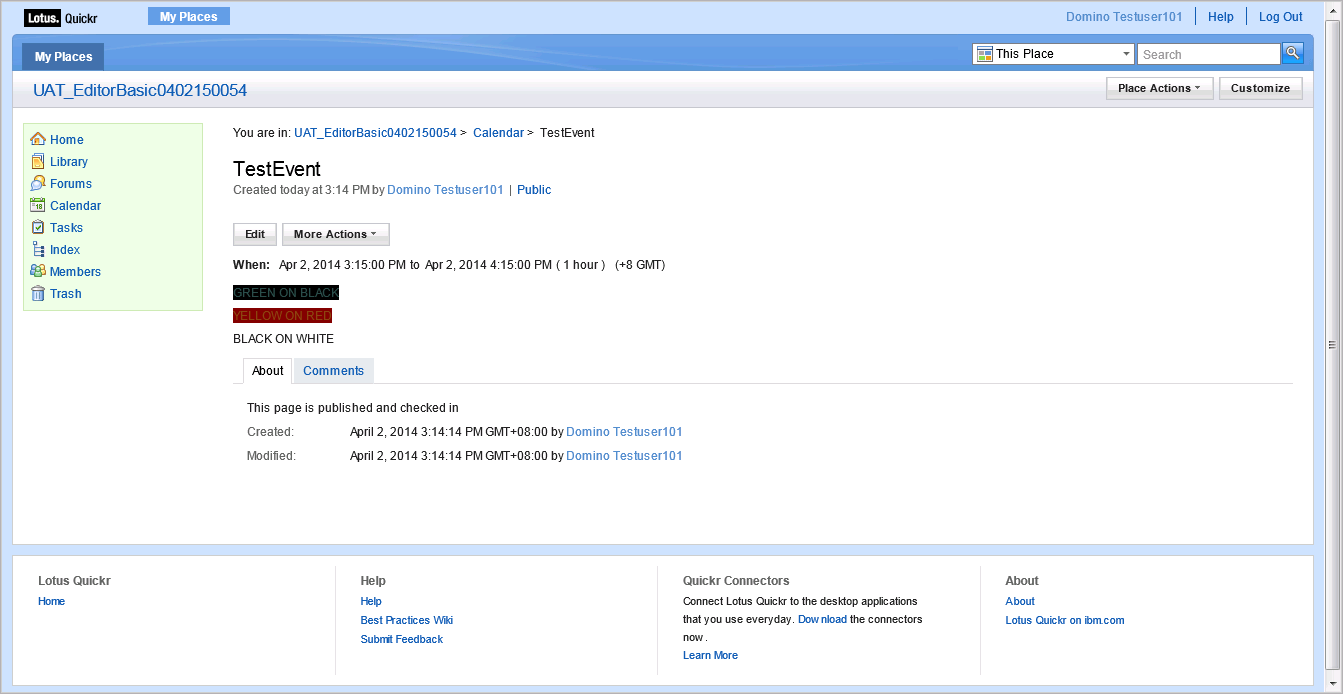 Lotus. Quickr My Places Domino Testuser101 Help Log Out
My Places This Place Search
UAT_EditorBasic0402150054 Place Actions Customize
Home
Library
Forums
Calendar
Tasks
Index
Members
Trash
You are in: UAT_EditorBasic0402150054 > Calendar > TestEvent
TestEvent
Created today at 3:14 PM by Domino Testuser101 | Public
Edit More Actions
When: Apr 2, 2014 3:15:00 PM to Apr 2, 2014 4:15:00 PM ( 1 hour ) (+8 GMT)
GREEN ON BLACK
YELLOW ON RED
BLACK ON WHITE
About Comments
This page is published and checked in
Created: April 2, 2014 3:14:14 PM GMT+08:00 by Domino Testuser101
Modified: April 2, 2014 3:14:14 PM GMT+08:00 by Domino Testuser101
Lotus Quickr
Home
Help
Help
Best Practices Wiki
Submit Feedback
Quickr Connectors
Connect Lotus Quickr to the desktop applications
that you use everyday. Download the connectors
now .
Learn More
About
About
Lotus Quickr on ibm.com